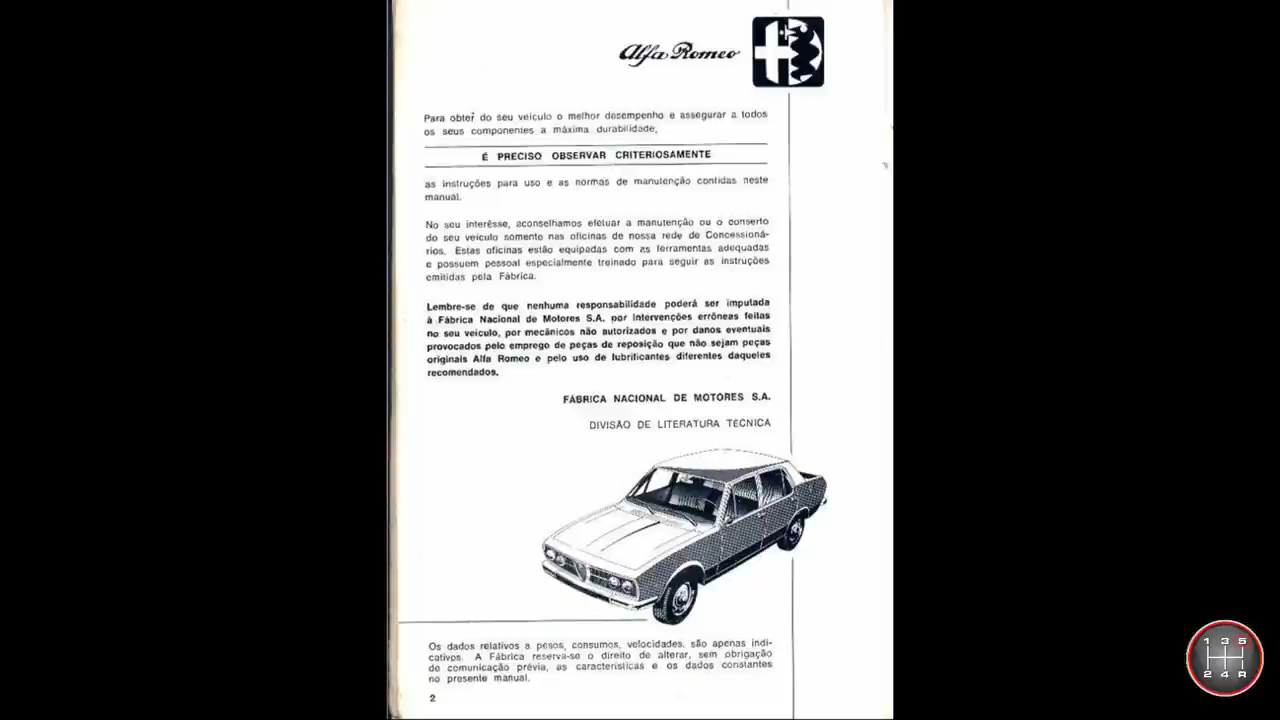 Alfa Romeo
Para obter do seu veículo o melhor desempenho e assegurar a todos
os seus componentes a máxima durabilidade,
É PRECISO OBSERVAR CRITERIOSAMENTE
as instruções para uso e as normas de manutenção contidas neste
manual.
No seu interêsse, aconselhamos efetuar a manutenção ou o conserto
do seu veículo somente nas oficinas de nossa rede de Concessioná-
rios. Estas oficinas estão equipadas com as ferramentas adequadas
e possuem pessoal especialmente treinado para seguir as instruções
emitidas pela Fábrica.
Lembre-se de que nenhuma responsabilidade poderá ser imputada
à Fábrica Nacional de Motores S.A. por intervenções errôneas feitas
no seu veículo, por mecânicos não autorizados e por danos eventuais
provocados pelo emprego de peças de reposição que não sejam peças
originais Alfa Romeo e pelo uso de lubrificantes diferentes daqueles
recomendados.
FÁBRICA NACIONAL DE MOTORES S.A.
DIVISÃO DE LITERATURA TÉCNICA
Os dados relativos a pesos, consumos, velocidades, são apenas indi-
cativos. A Fábrica reserva-se o direito de alterar, sem obrigação
de comunicação prévia, as características e os dados constantes
no presente manual.
2
1 3 5
2 4 R